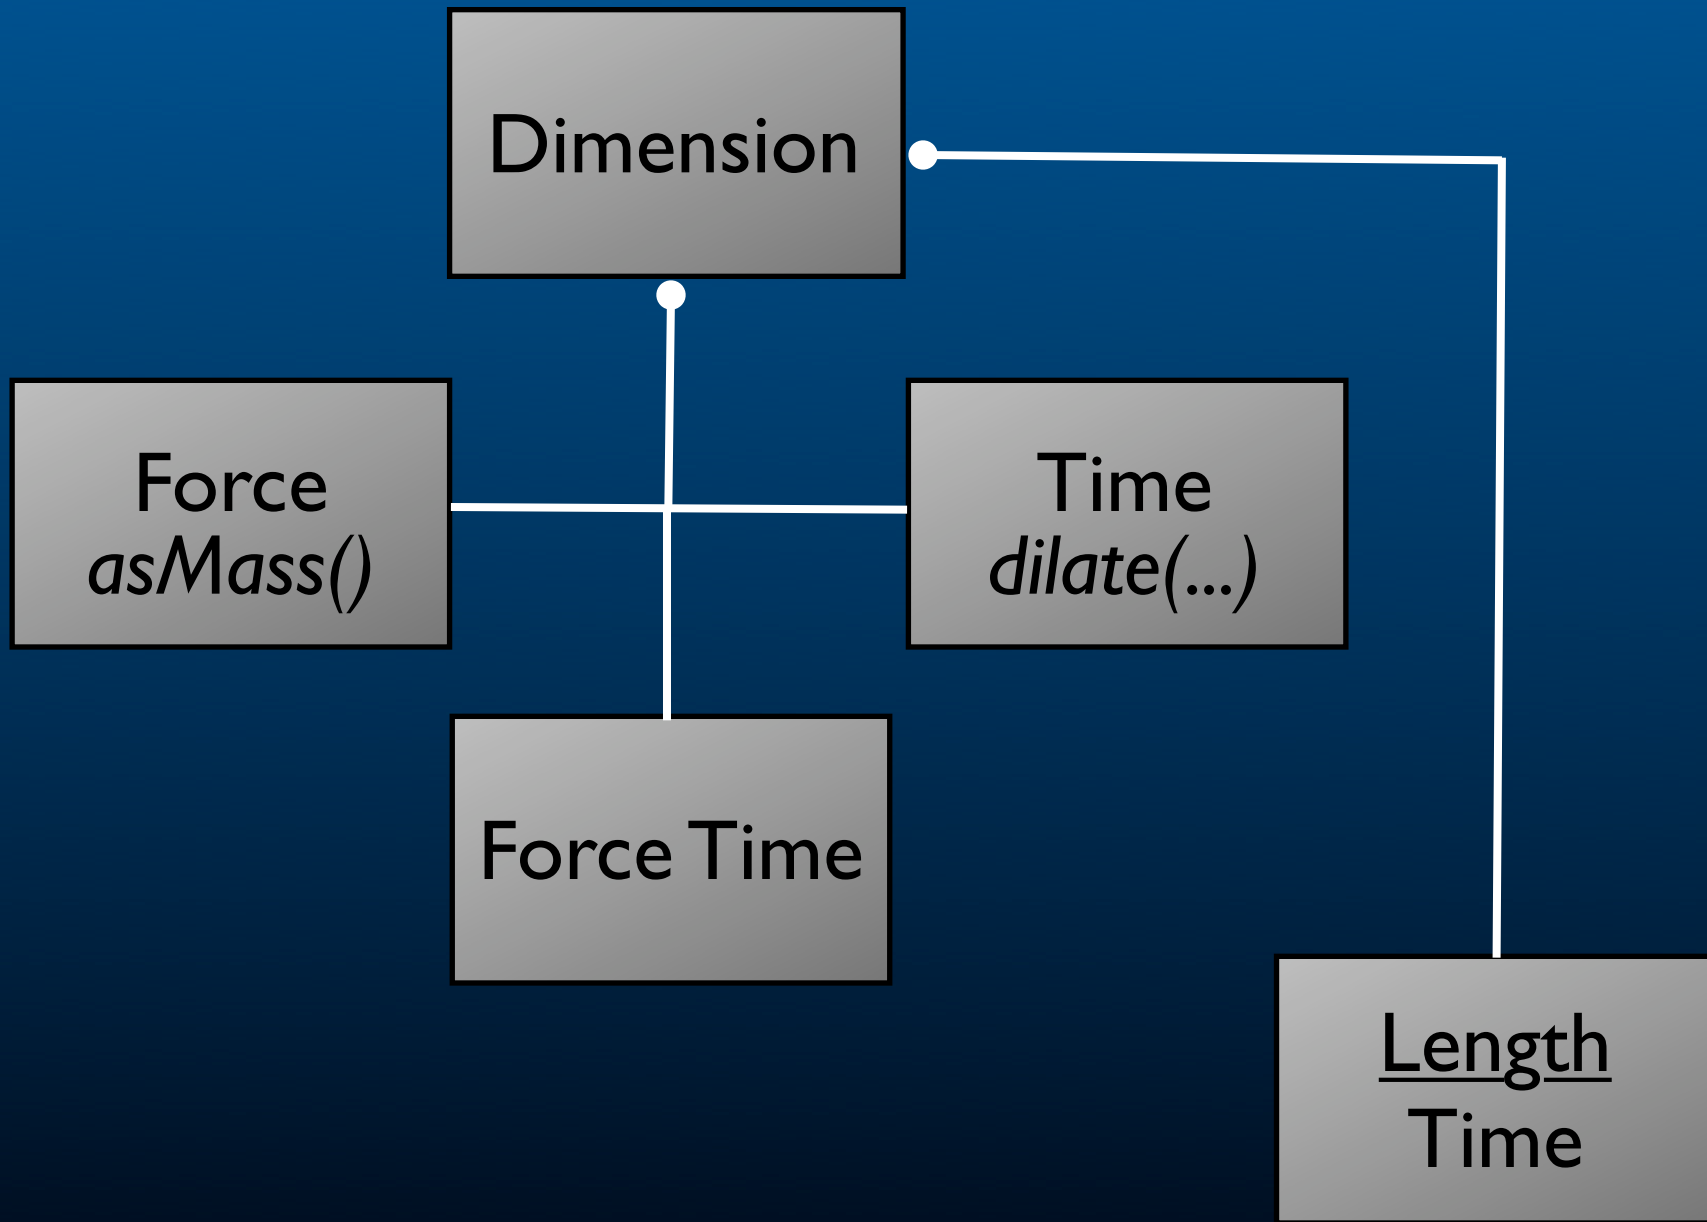 Dimension
Force
asMass()
Time
dilate(...)
Force Time
Length
Time